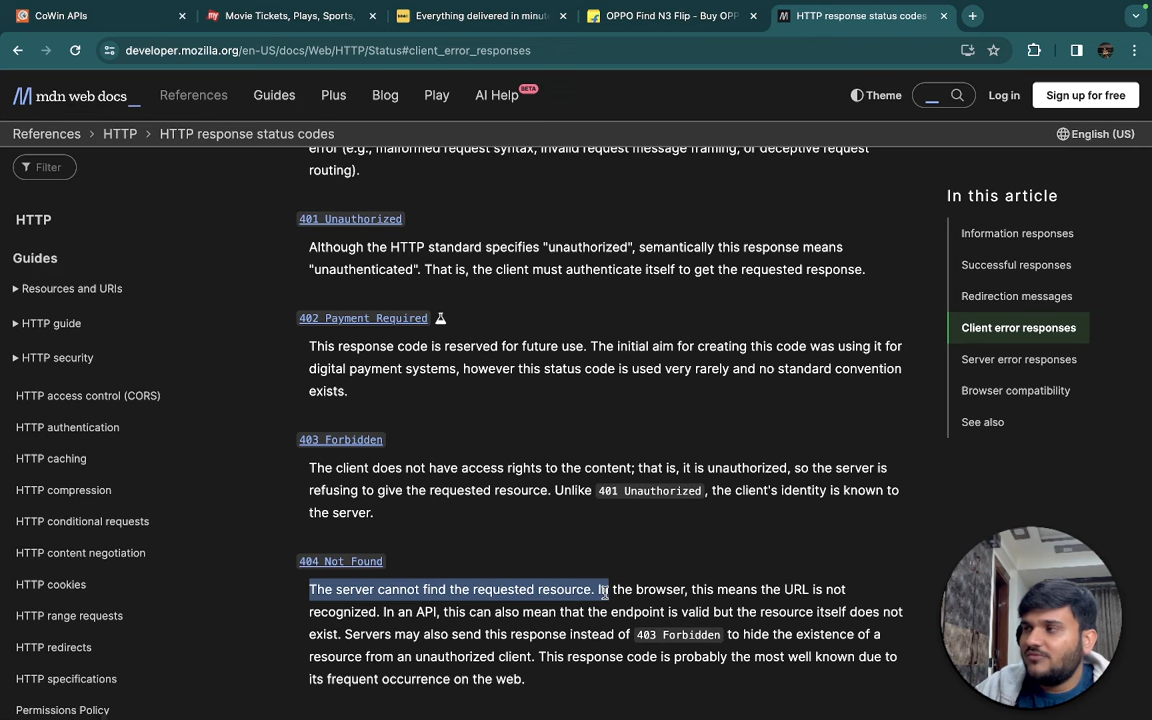 CoWin APIs
Movie Tickets, Plays, Sports,
Everything delivered in minut
OPPO Find N3 Flip - Buy OPP
HTTP response status codes
developer.mozilla.org/en-US/docs/Web/HTTP/Status#client_error_responses
mdn web docs_
References
Guides
Plus
Blog
Play
AI Help BETA
Theme
Log in
Sign up for free
References > HTTP > HTTP response status codes
English (US)
Filter
HTTP
Guides
Resources and URIs
HTTP guide
HTTP security
HTTP access control (CORS)
HTTP authentication
HTTP caching
HTTP compression
HTTP conditional requests
HTTP content negotiation
HTTP cookies
HTTP range requests
HTTP redirects
HTTP specifications
Permissions Policy
error (e.g., malformed request syntax, invalid request message framing, or deceptive request
routing).
401 Unauthorized
Although the HTTP standard specifies "unauthorized", semantically this response means
"unauthenticated". That is, the client must authenticate itself to get the requested response.
402 Payment Required
This response code is reserved for future use. The initial aim for creating this code was using it for
digital payment systems, however this status code is used very rarely and no standard convention
exists.
403 Forbidden
The client does not have access rights to the content; that is, it is unauthorized, so the server is
refusing to give the requested resource. Unlike 401 Unauthorized, the client's identity is known to
the server.
404 Not Found
The server cannot find the requested resource. In the browser, this means the URL is not
recognized. In an API, this can also mean that the endpoint is valid but the resource itself does not
exist. Servers may also send this response instead of 403 Forbidden to hide the existence of a
resource from an unauthorized client. This response code is probably the most well known due to
its frequent occurrence on the web.
In this article
Information responses
Successful responses
Redirection messages
Client error responses
Server error responses
Browser compatibility
See also